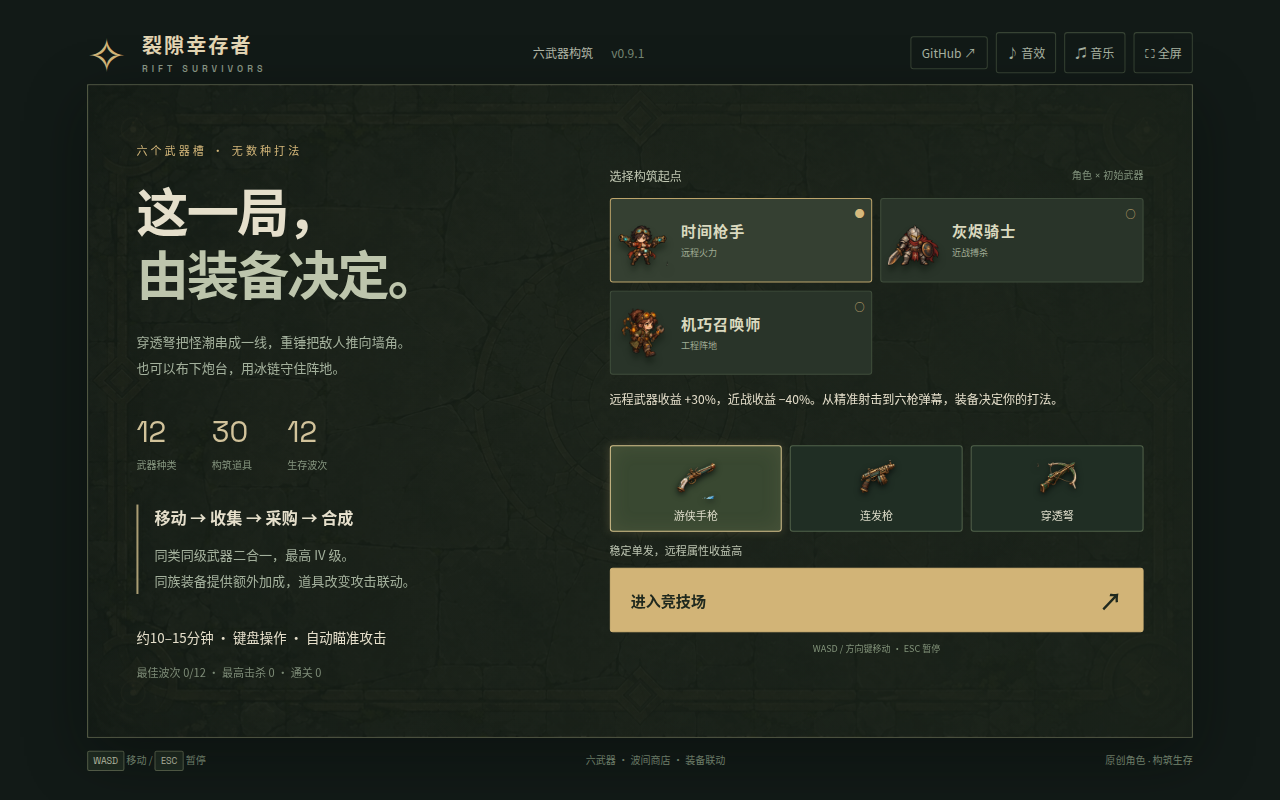 裂隙幸存者
RIFT SURVIVORS
六武器构筑 v0.9.1
GitHub ↗
♪ 音效
♫ 音乐
⛶ 全屏
六个武器槽 · 无数种打法
这一局，
由装备决定。
穿透弩把怪潮串成一线，重锤把敌人推向墙角。
也可以布下炮台，用冰链守住阵地。
12 30 12
武器种类 构筑道具 生存波次
移动 → 收集 → 采购 → 合成
同类同级武器二合一，最高 IV 级。
同族装备提供额外加成，道具改变攻击联动。
约10–15分钟 · 键盘操作 · 自动瞄准攻击
最佳波次 0/12 · 最高击杀 0 · 通关 0
选择构筑起点
角色 × 初始武器
时间枪手
远程火力
灰烬骑士
近战搏杀
机巧召唤师
工程阵地
远程武器收益 +30%，近战收益 −40%。从精准射击到六枪弹幕，装备决定你的打法。
游侠手枪
连发枪
穿透弩
稳定单发，远程属性收益高
进入竞技场 ↗
WASD / 方向键移动 · ESC 暂停
WASD 移动 / ESC 暂停
六武器 · 波间商店 · 装备联动
原创角色 · 构筑生存